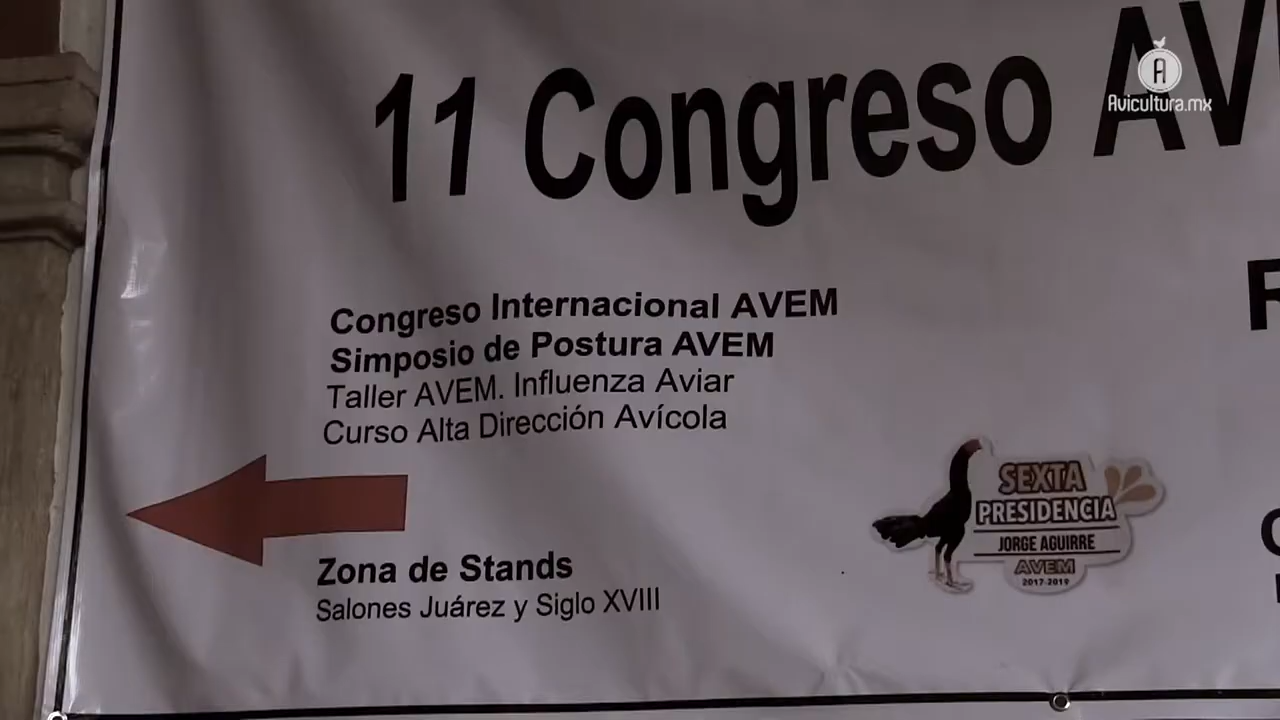 11 Congreso AV
Avicultura.mx
Congreso Internacional AVEM
Simposio de Postura AVEM
Taller AVEM. Influenza Aviar
Curso Alta Dirección Avícola
SEXTA
PRESIDENCIA
JORGE AGUIRRE
AVEM
2017-2019
Zona de Stands
Salones Juárez y Siglo XVIII